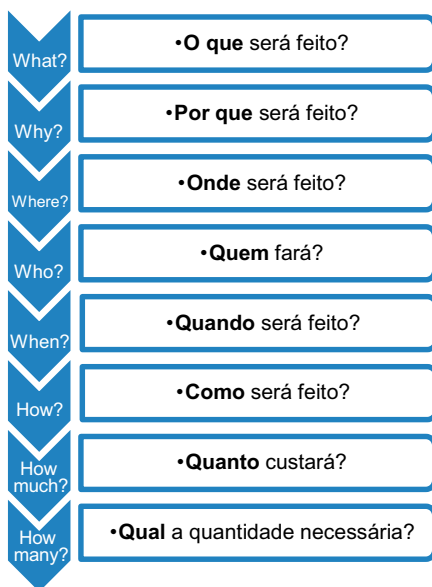 What?
•O que será feito?
Why?
•Por que será feito?
Where?
•Onde será feito?
Who?
•Quem fará?
When?
•Quando será feito?
How?
•Como será feito?
How
much?
•Quanto custará?
How
many?
•Qual a quantidade necessária?